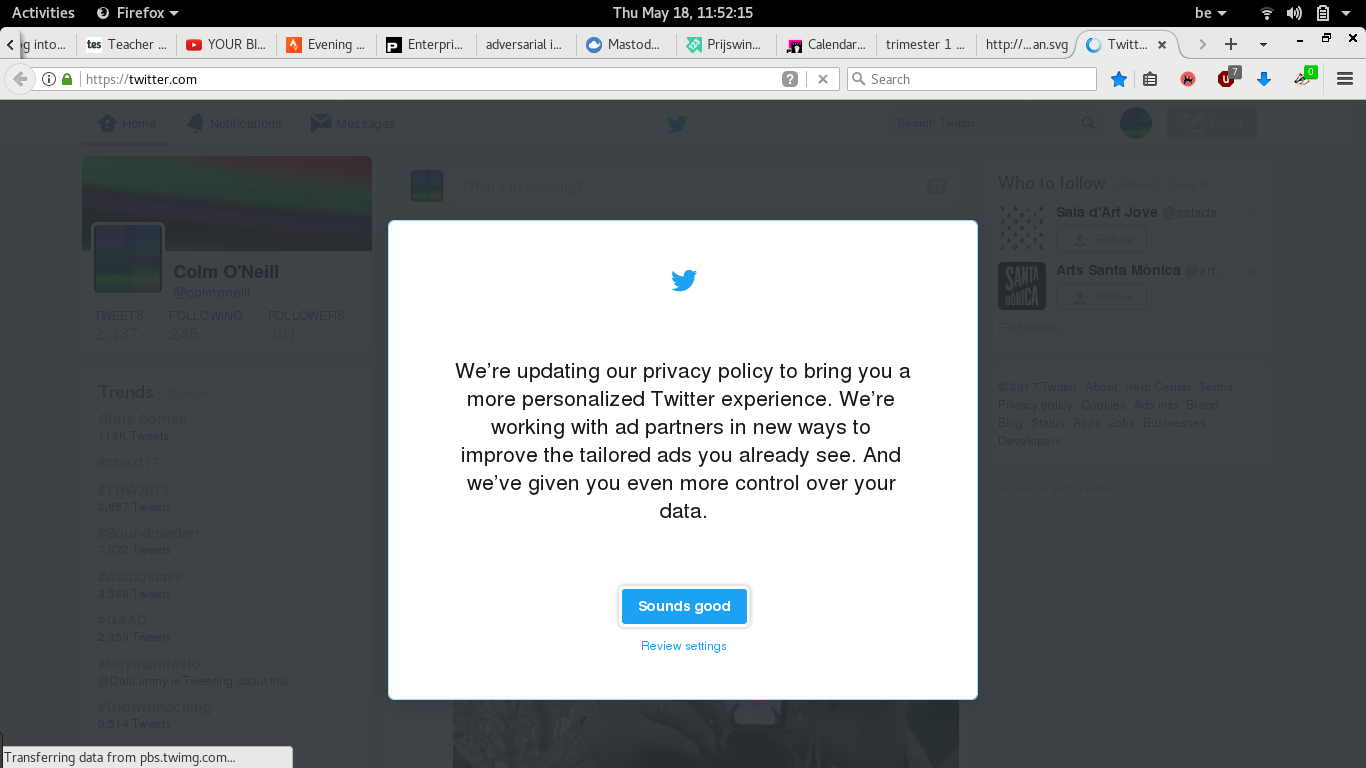 Activities Firefox Thu May 18, 11:52:15 be
g into... tes Teacher ... YOUR BI... Evening ... Enterpri... adversarial i... Mastod... Prijswin... Calendar... trimester 1 ... http://...an.svg Twitt...
https://twitter.com Search 7 0
Home Notifications Messages Search Twitter Tweet
What's happening?
Colm O'Neill
@colmoneill
TWEETS FOLLOWING FOLLOWERS
2,437 245 301
Trends · Change
Chris Cornell
118K Tweets
#cnext17
#TNW2017
2,887 Tweets
#Soundgarden
7,072 Tweets
#Audioslave
3,366 Tweets
#GAAD
2,353 Tweets
#torymanifesto
@DaftLimmy is Tweeting about this
#GrowthHacking
9,514 Tweets
We're updating our privacy policy to bring you a
more personalized Twitter experience. We're
working with ad partners in new ways to
improve the tailored ads you already see. And
we've given you even more control over your
data.
Sounds good
Review settings
Who to follow · Refresh · View all
Sala d'Art Jove @salada...
Follow
SANTA
MÒNICA
Arts Santa Mònica @art...
Follow
Find friends
© 2017 Twitter About Help Center Terms
Privacy policy Cookies Ads info Brand
Blog Status Apps Jobs Businesses
Developers
Advertise with Twitter
Transferring data from pbs.twimg.com...